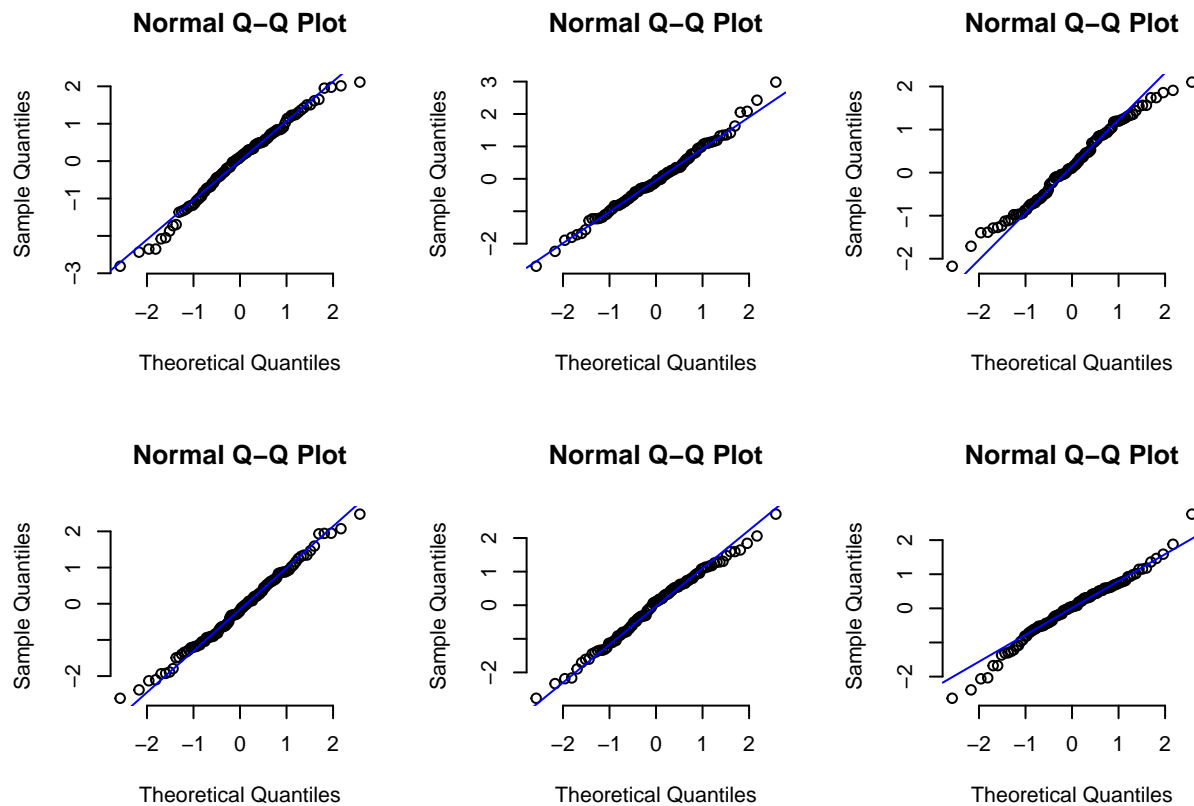 Normal Q–Q Plot
Sample Quantiles
2
1
0
−1
−3
−2 −1 0 1 2
Theoretical Quantiles
Normal Q–Q Plot
Sample Quantiles
3
2
1
0
−2
−2 −1 0 1 2
Theoretical Quantiles
Normal Q–Q Plot
Sample Quantiles
2
1
0
−1
−2
−2 −1 0 1 2
Theoretical Quantiles
Normal Q–Q Plot
Sample Quantiles
2
1
0
−2
−2 −1 0 1 2
Theoretical Quantiles
Normal Q–Q Plot
Sample Quantiles
2
1
0
−2
−2 −1 0 1 2
Theoretical Quantiles
Normal Q–Q Plot
Sample Quantiles
2
1
0
−2
−2 −1 0 1 2
Theoretical Quantiles